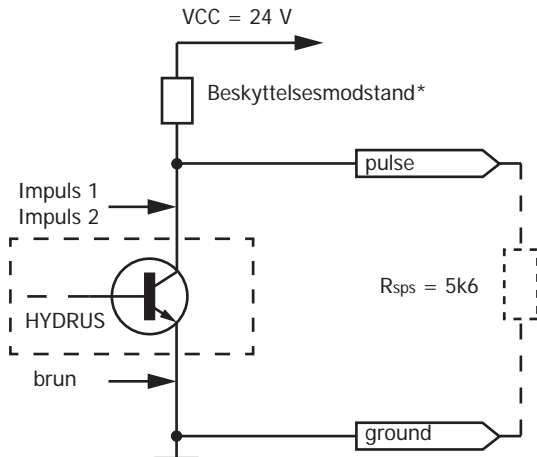 VCC = 24 V
Beskyttelsesmodstand*
pulse
Impuls 1
Impuls 2
Rsps = 5k6
HYDRUS
brun
ground